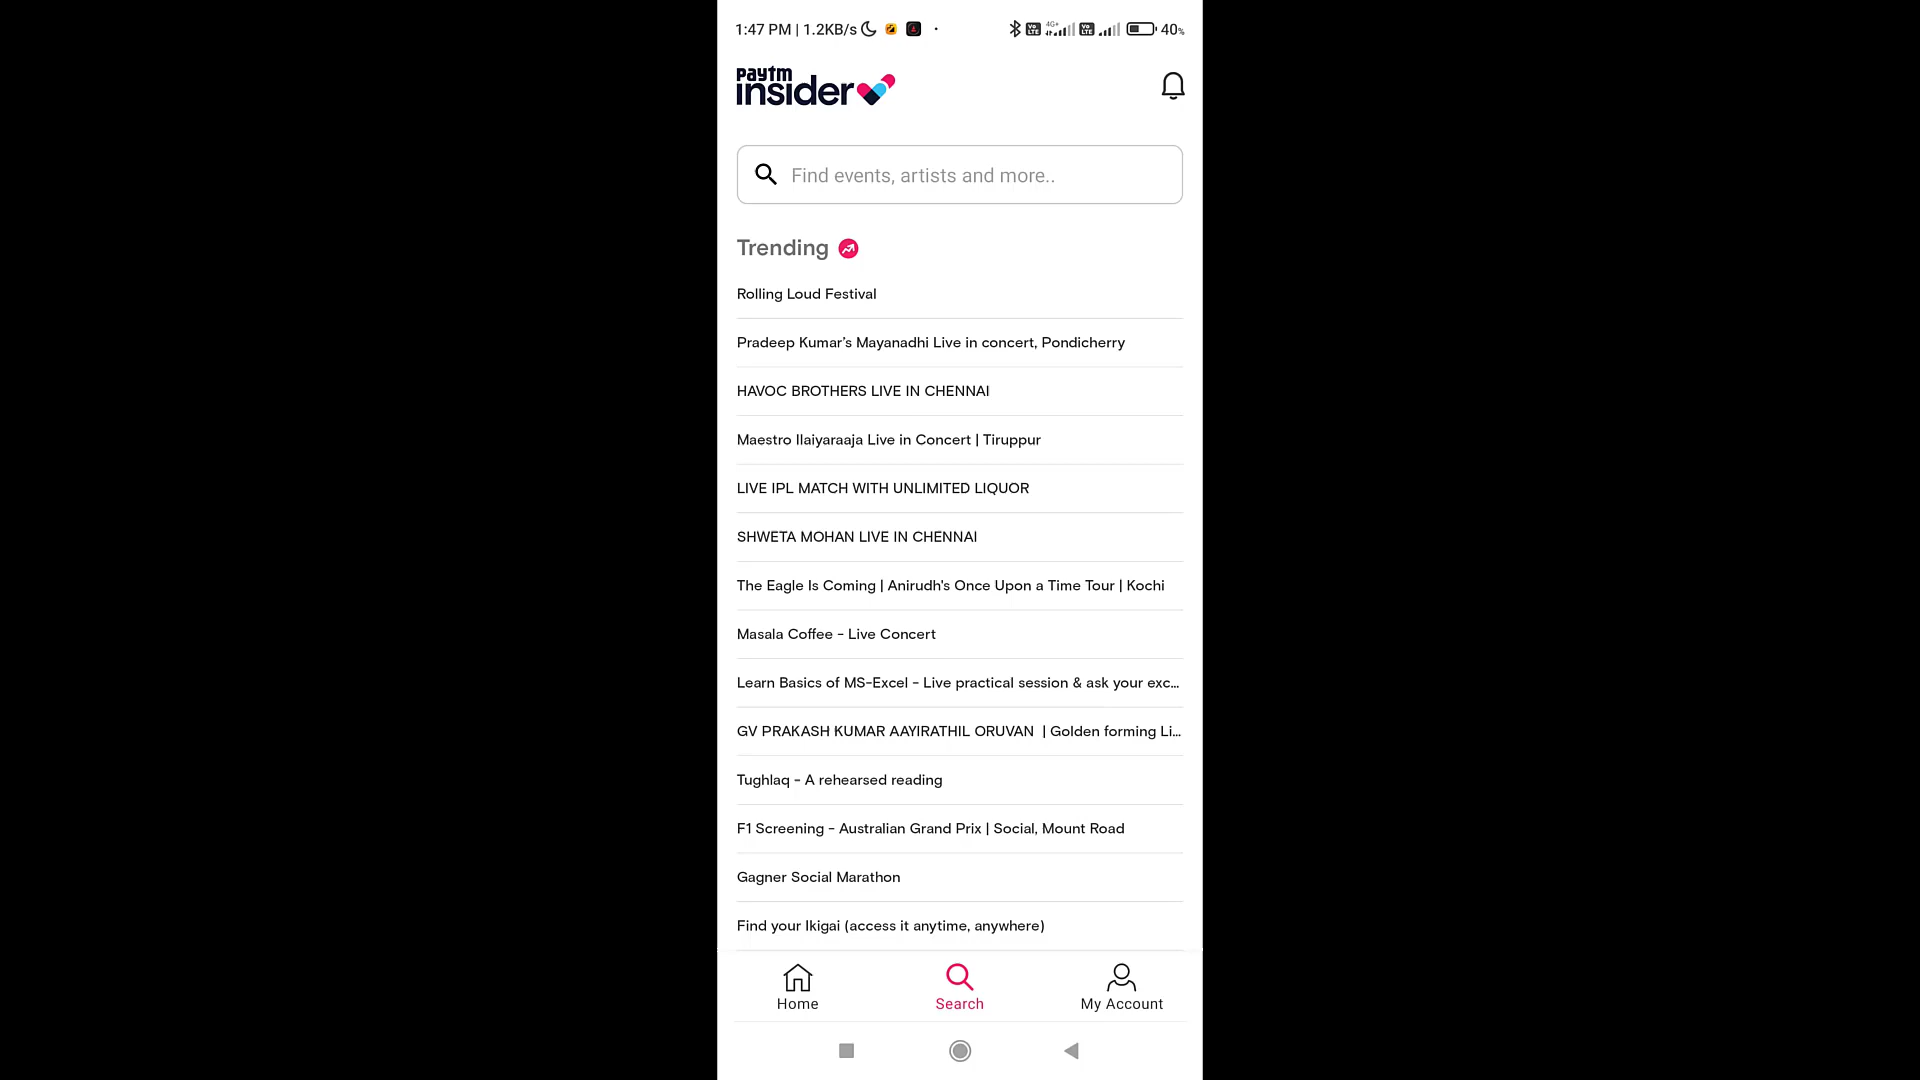 1:47 PM | 1.2KB/s 4G+ Vo LTE Vo LTE 40%
paytm
insider
Find events, artists and more..
Trending
Rolling Loud Festival
Pradeep Kumar’s Mayanadhi Live in concert, Pondicherry
HAVOC BROTHERS LIVE IN CHENNAI
Maestro Ilaiyaraaja Live in Concert | Tiruppur
LIVE IPL MATCH WITH UNLIMITED LIQUOR
SHWETA MOHAN LIVE IN CHENNAI
The Eagle Is Coming | Anirudh's Once Upon a Time Tour | Kochi
Masala Coffee - Live Concert
Learn Basics of MS-Excel - Live practical session & ask your exc...
GV PRAKASH KUMAR AAYIRATHIL ORUVAN | Golden forming Li...
Tughlaq - A rehearsed reading
F1 Screening - Australian Grand Prix | Social, Mount Road
Gagner Social Marathon
Find your Ikigai (access it anytime, anywhere)
Home Search My Account